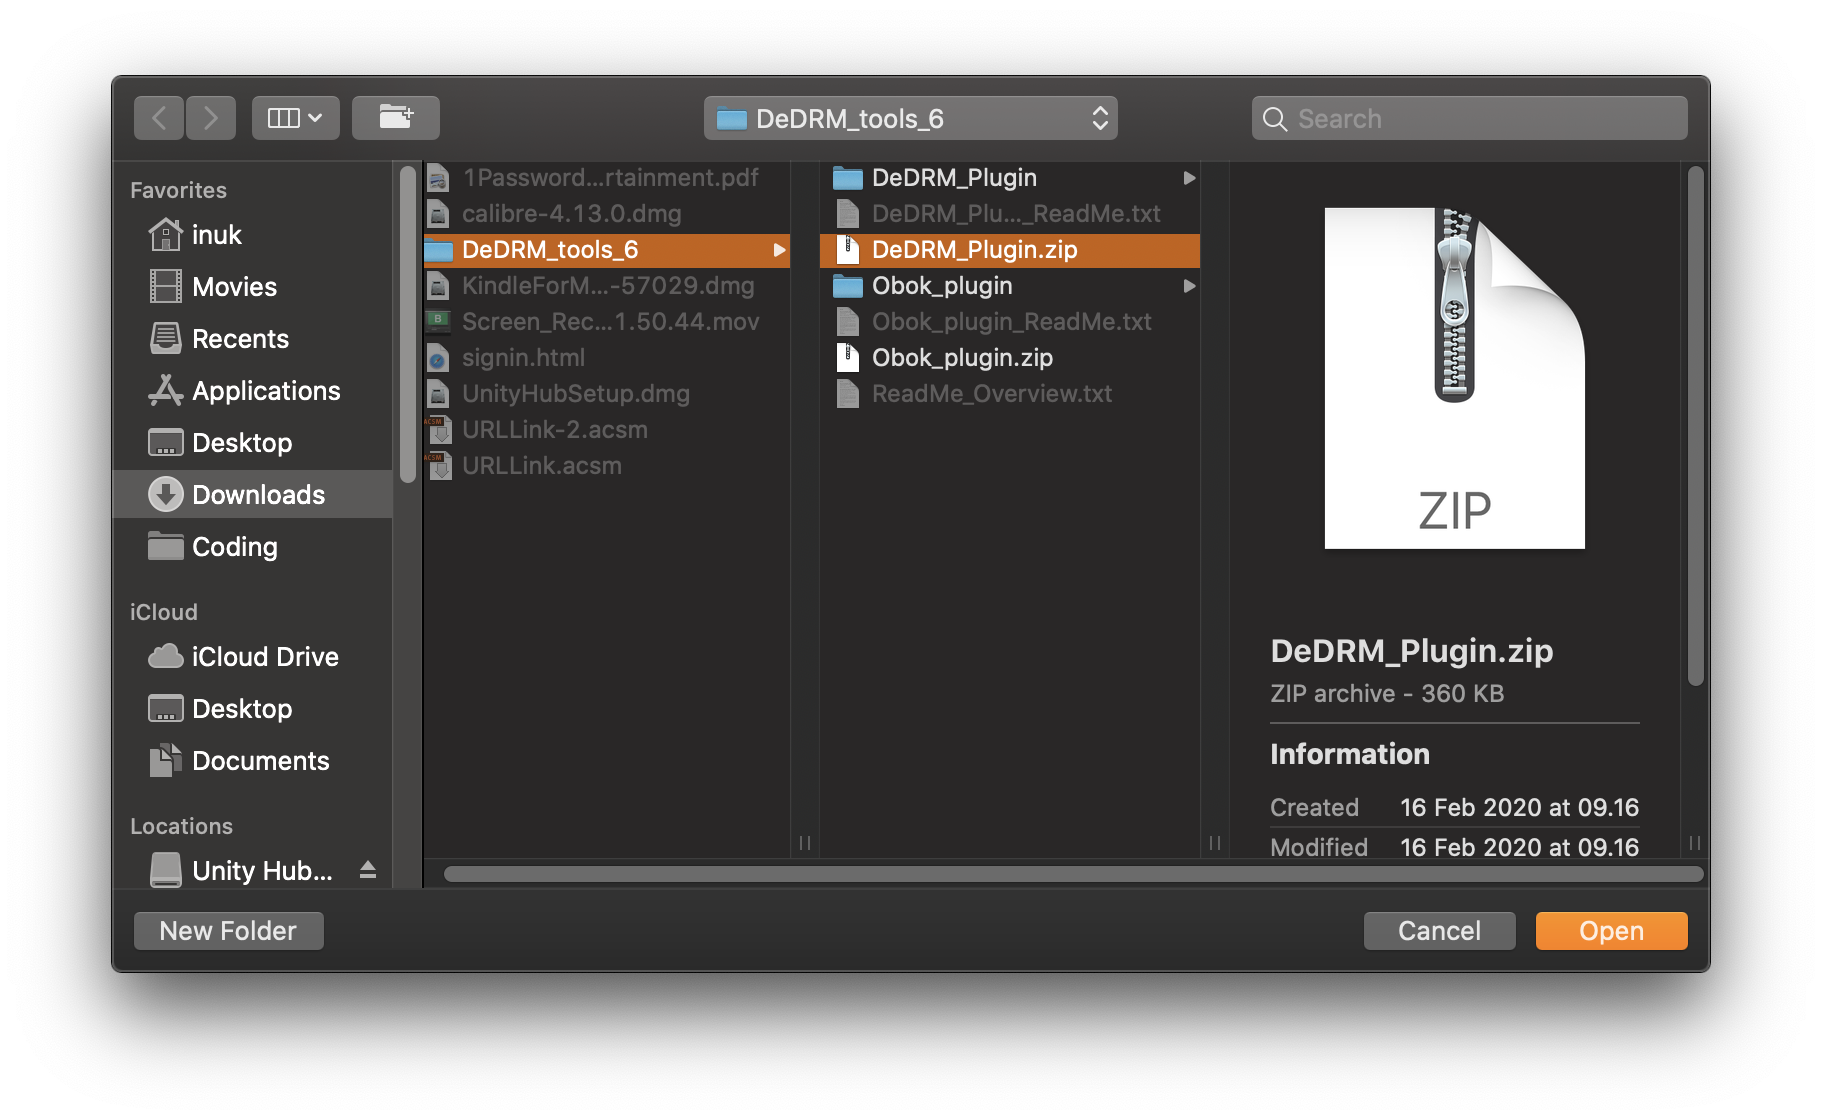 DeDRM_tools_6
Search
Favorites
inuk
Movies
Recents
Applications
Desktop
Downloads
Coding
iCloud
iCloud Drive
Desktop
Documents
Locations
Unity Hub...
1Password...rtainment.pdf
calibre-4.13.0.dmg
DeDRM_tools_6
KindleForM...-57029.dmg
Screen_Rec...1.50.44.mov
signin.html
UnityHubSetup.dmg
ACSM URLLink-2.acsm
ACSM URLLink.acsm
DeDRM_Plugin
DeDRM_Plu..._ReadMe.txt
DeDRM_Plugin.zip
Obok_plugin
Obok_plugin_ReadMe.txt
Obok_plugin.zip
ReadMe_Overview.txt
ZIP
DeDRM_Plugin.zip
ZIP archive - 360 KB
Information
Created 16 Feb 2020 at 09.16
Modified 16 Feb 2020 at 09.16
New Folder
Cancel
Open